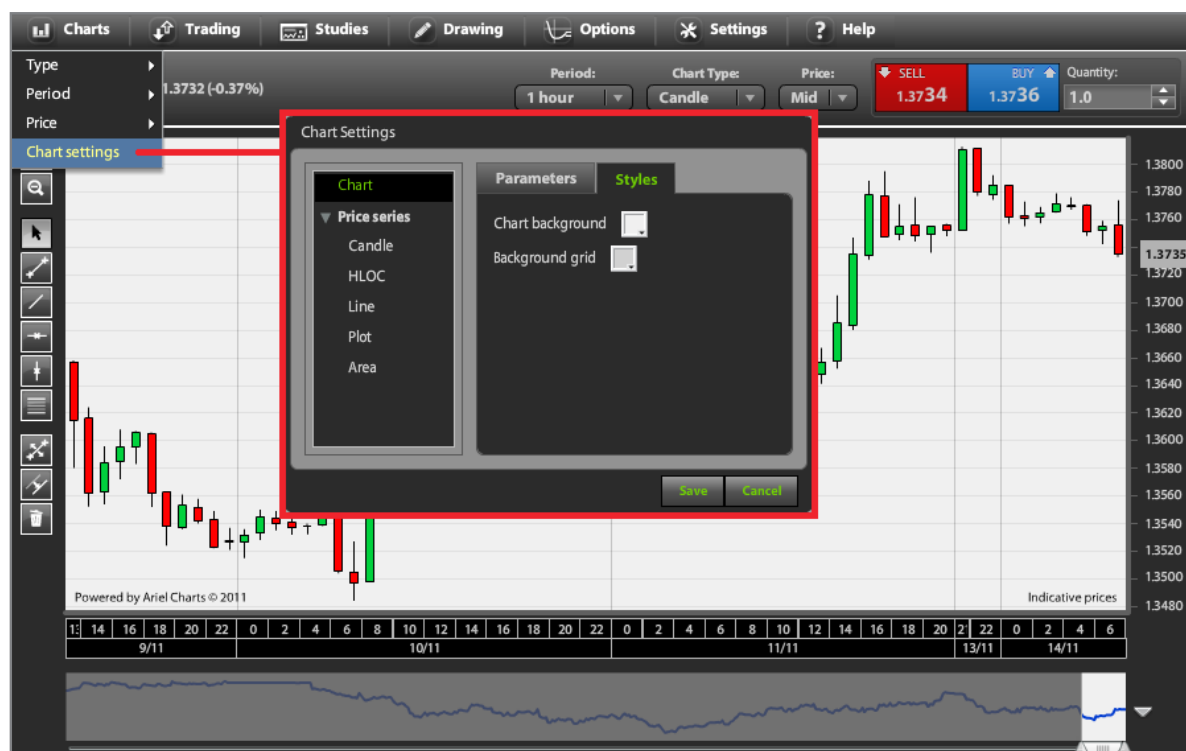 Charts Trading Studies Drawing Options Settings ? Help
Type
Period
Price
Chart settings
1.3732 (-0.37%)
Period: Chart Type: Price:
1 hour Candle Mid
SELL
1.3734
BUY
1.3736
Quantity:
1.0
Chart Settings
Chart
Price series
Candle
HLOC
Line
Plot
Area
Parameters Styles
Chart background
Background grid
Save Cancel
1.3800
1.3780
1.3760
1.3735
1.3720
1.3700
1.3680
1.3660
1.3640
1.3620
1.3600
1.3580
1.3560
1.3540
1.3520
1.3500
1.3480
Powered by Ariel Charts © 2011
Indicative prices
14 16 18 20 22 0 2 4 6 8 10 12 14 16 18 20 22 0 2 4 6 8 10 12 14 16 18 20 22 0 2 4 6
9/11 10/11 11/11 13/11 14/11